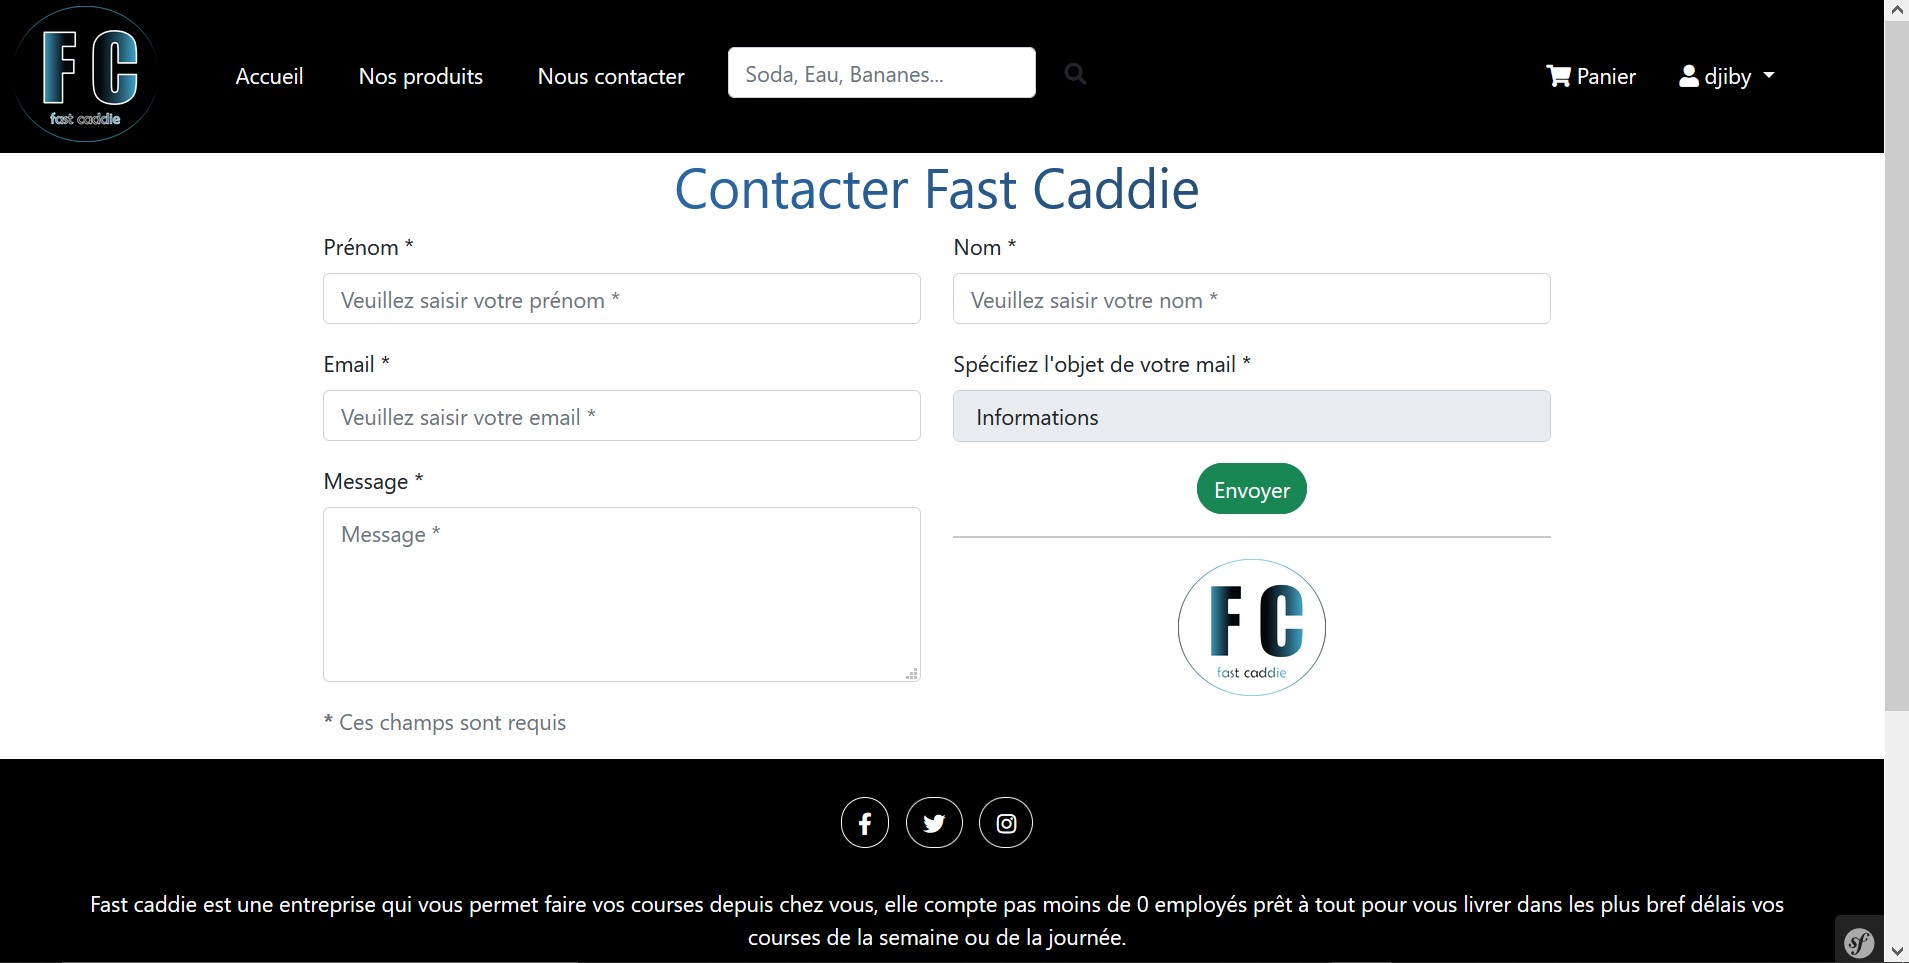 FC
fast caddie
Accueil
Nos produits
Nous contacter
Soda, Eau, Bananes...
Panier
djiby
Contacter Fast Caddie
Prénom *
Nom *
Veuillez saisir votre prénom *
Veuillez saisir votre nom *
Email *
Spécifiez l'objet de votre mail *
Veuillez saisir votre email *
Informations
Message *
Envoyer
Message *
FC
fast caddie
* Ces champs sont requis
Fast caddie est une entreprise qui vous permet faire vos courses depuis chez vous, elle compte pas moins de 0 employés prêt à tout pour vous livrer dans les plus bref délais vos
courses de la semaine ou de la journée.
sf